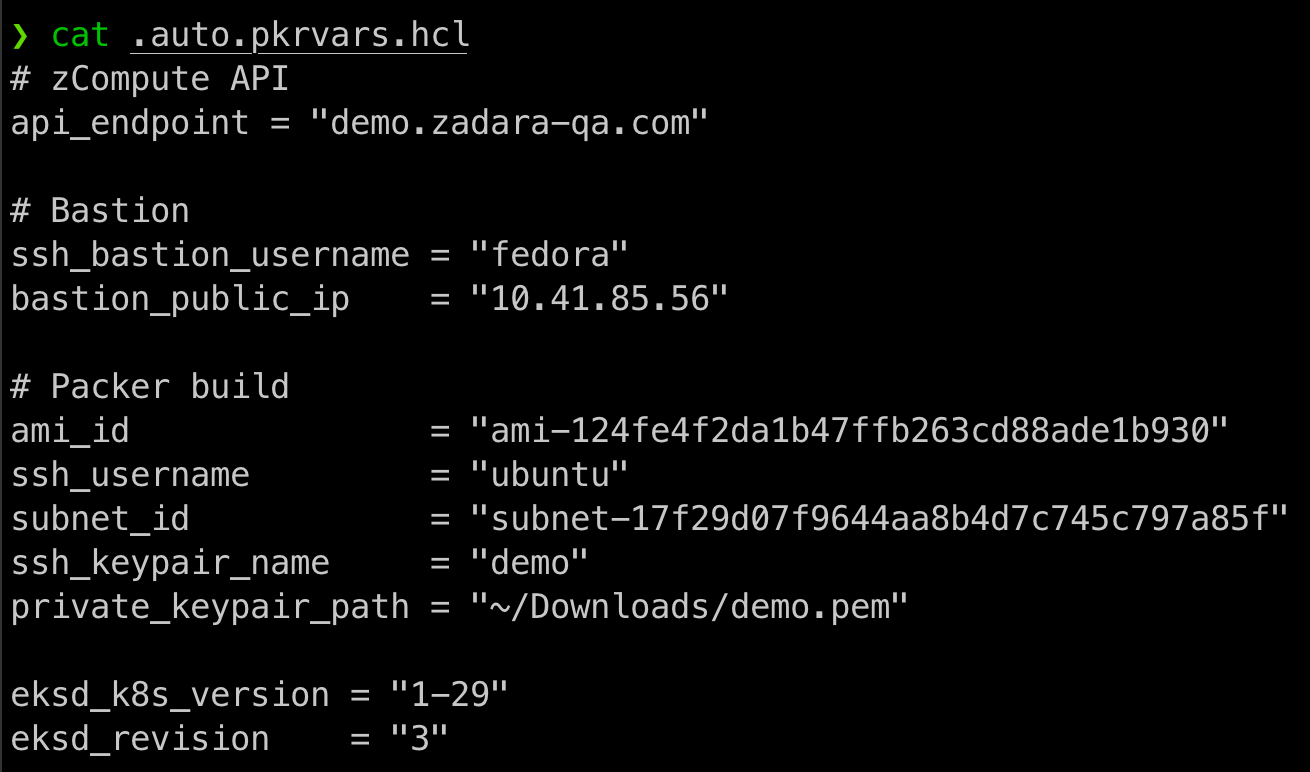 ❯ cat .auto.pkrvars.hcl
# zCompute API
api_endpoint = "demo.zadara-qa.com"

# Bastion
ssh_bastion_username = "fedora"
bastion_public_ip    = "10.41.85.56"

# Packer build
ami_id               = "ami-124fe4f2da1b47ffb263cd88ade1b930"
ssh_username         = "ubuntu"
subnet_id            = "subnet-17f29d07f9644aa8b4d7c745c797a85f"
ssh_keypair_name     = "demo"
private_keypair_path = "~/Downloads/demo.pem"

eksd_k8s_version = "1-29"
eksd_revision    = "3"